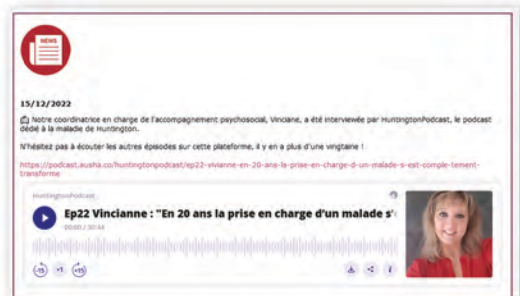 NEWS
15/12/2022
Notre coordinatrice en charge de l'accompagnement psychosocial, Vinciane, a été interviewée par HuntingtonPodcast, le podcast
dédié à la maladie de Huntington.
N'hésitez pas à écouter les autres épisodes sur cette plateforme, il y en a plus d'une vingtaine !
https://podcast.ausha.co/huntingtonpodcast/ep22-vivianne-en-20-ans-la-prise-en-charge-d-un-malade-s-est-comple-tement-
transforme
HuntingtonPodcast
Ep22 Vincianne : "En 20 ans la prise en charge d'un malade s'
00:00 / 30:44
-15 ×1 +15